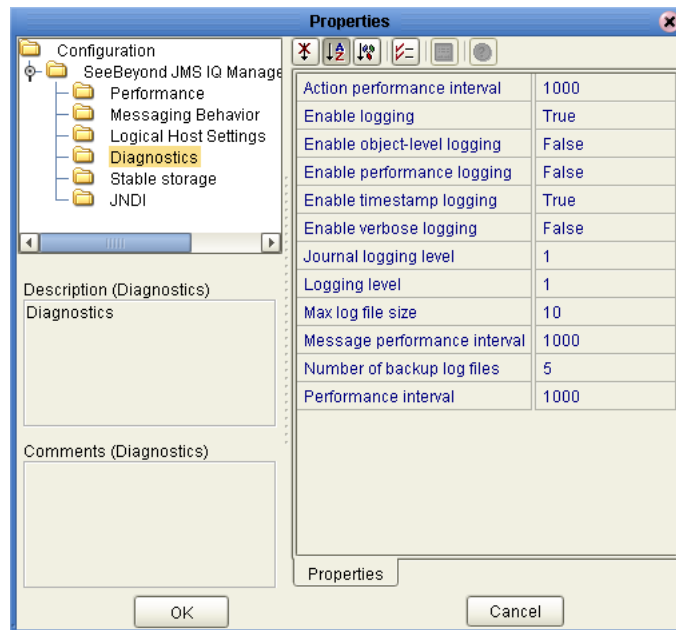 Properties
Configuration
SeeBeyond JMS IQ Manage
Performance
Messaging Behavior
Logical Host Settings
Diagnostics
Stable storage
JNDI
Description (Diagnostics)
Diagnostics
Comments (Diagnostics)
Action performance interval 1000
Enable logging True
Enable object-level logging False
Enable performance logging False
Enable timestamp logging True
Enable verbose logging False
Journal logging level 1
Logging level 1
Max log file size 10
Message performance interval 1000
Number of backup log files 5
Performance interval 1000
Properties
OK Cancel